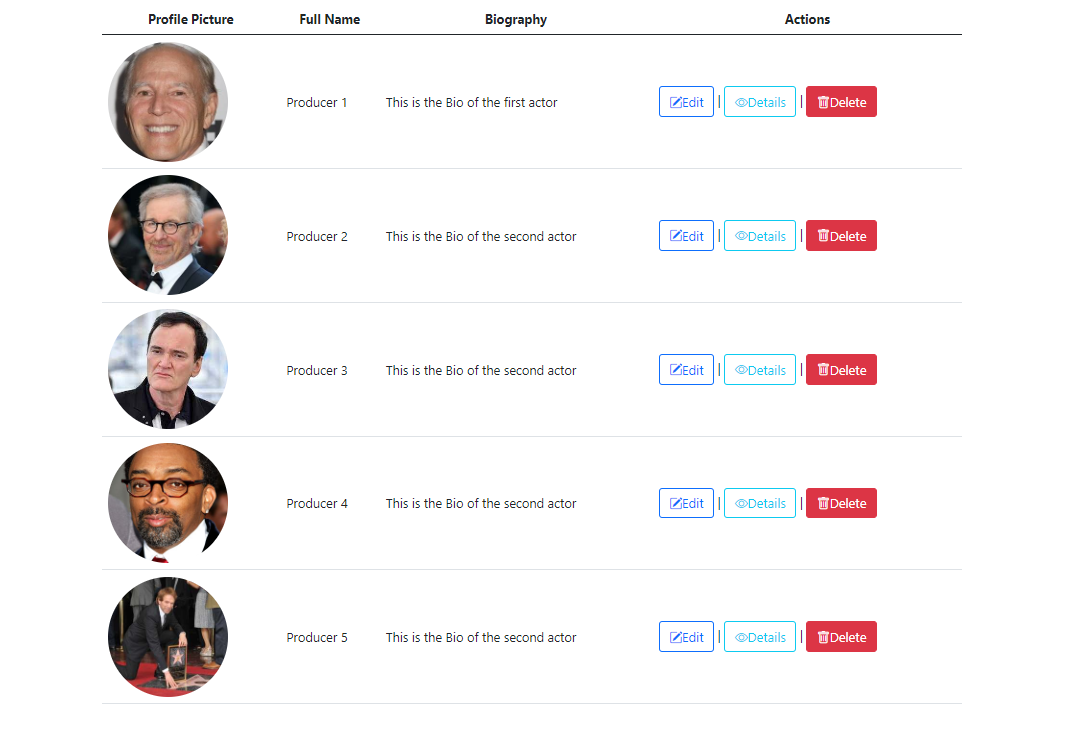 Profile Picture Full Name Biography Actions
Producer 1 This is the Bio of the first actor Edit | Details | Delete
Producer 2 This is the Bio of the second actor Edit | Details | Delete
Producer 3 This is the Bio of the second actor Edit | Details | Delete
Producer 4 This is the Bio of the second actor Edit | Details | Delete
Producer 5 This is the Bio of the second actor Edit | Details | Delete